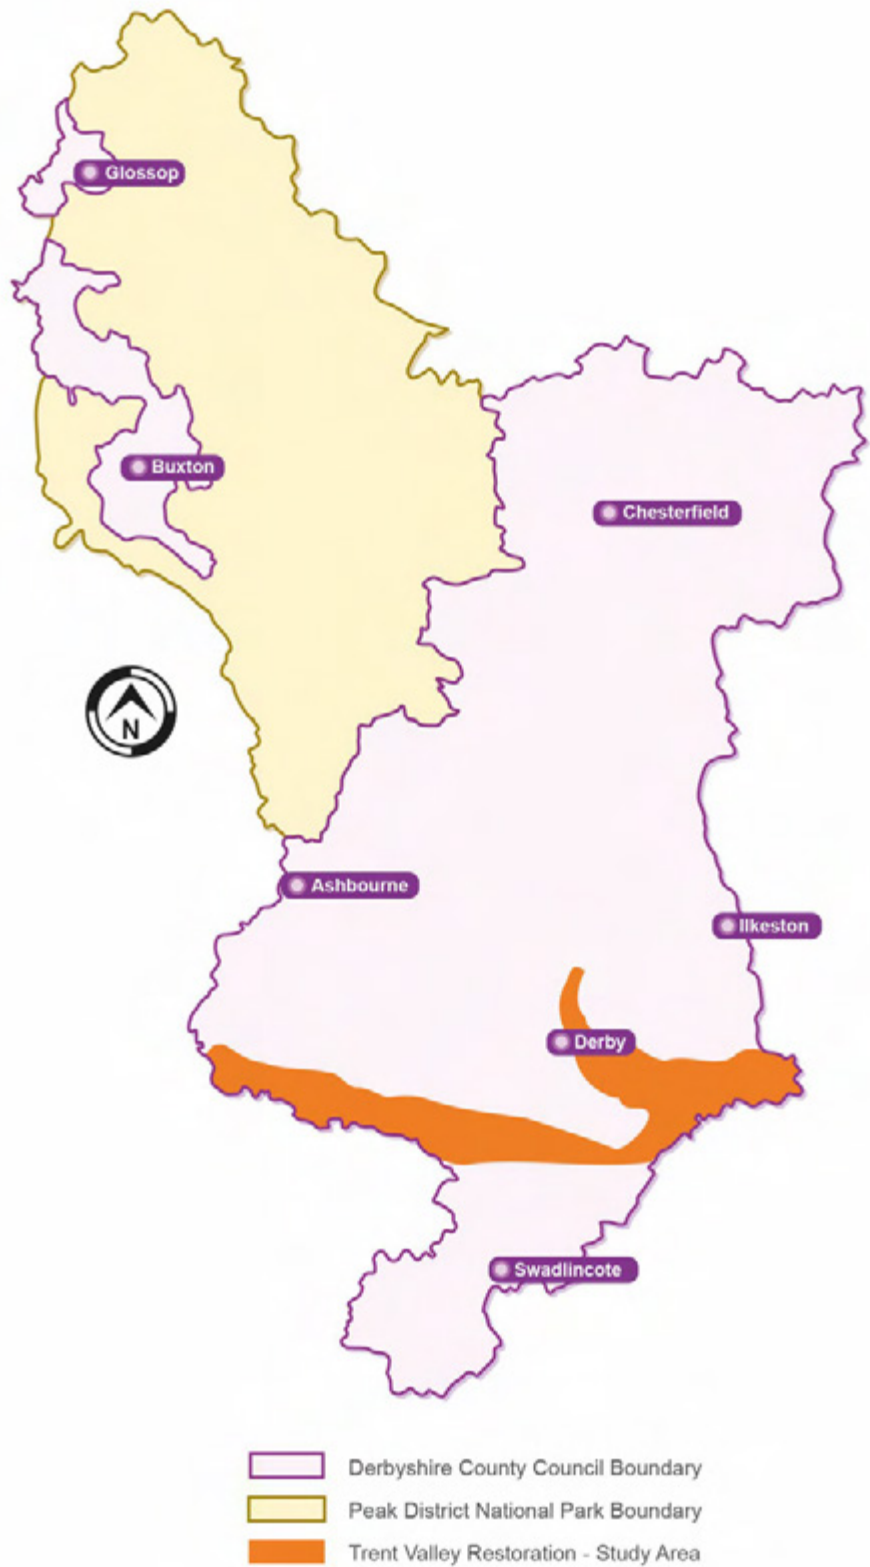 Glossop
Buxton
Chesterfield
N
Ashbourne
Ilkeston
Derby
Swadlincote
Derbyshire County Council Boundary
Peak District National Park Boundary
Trent Valley Restoration - Study Area